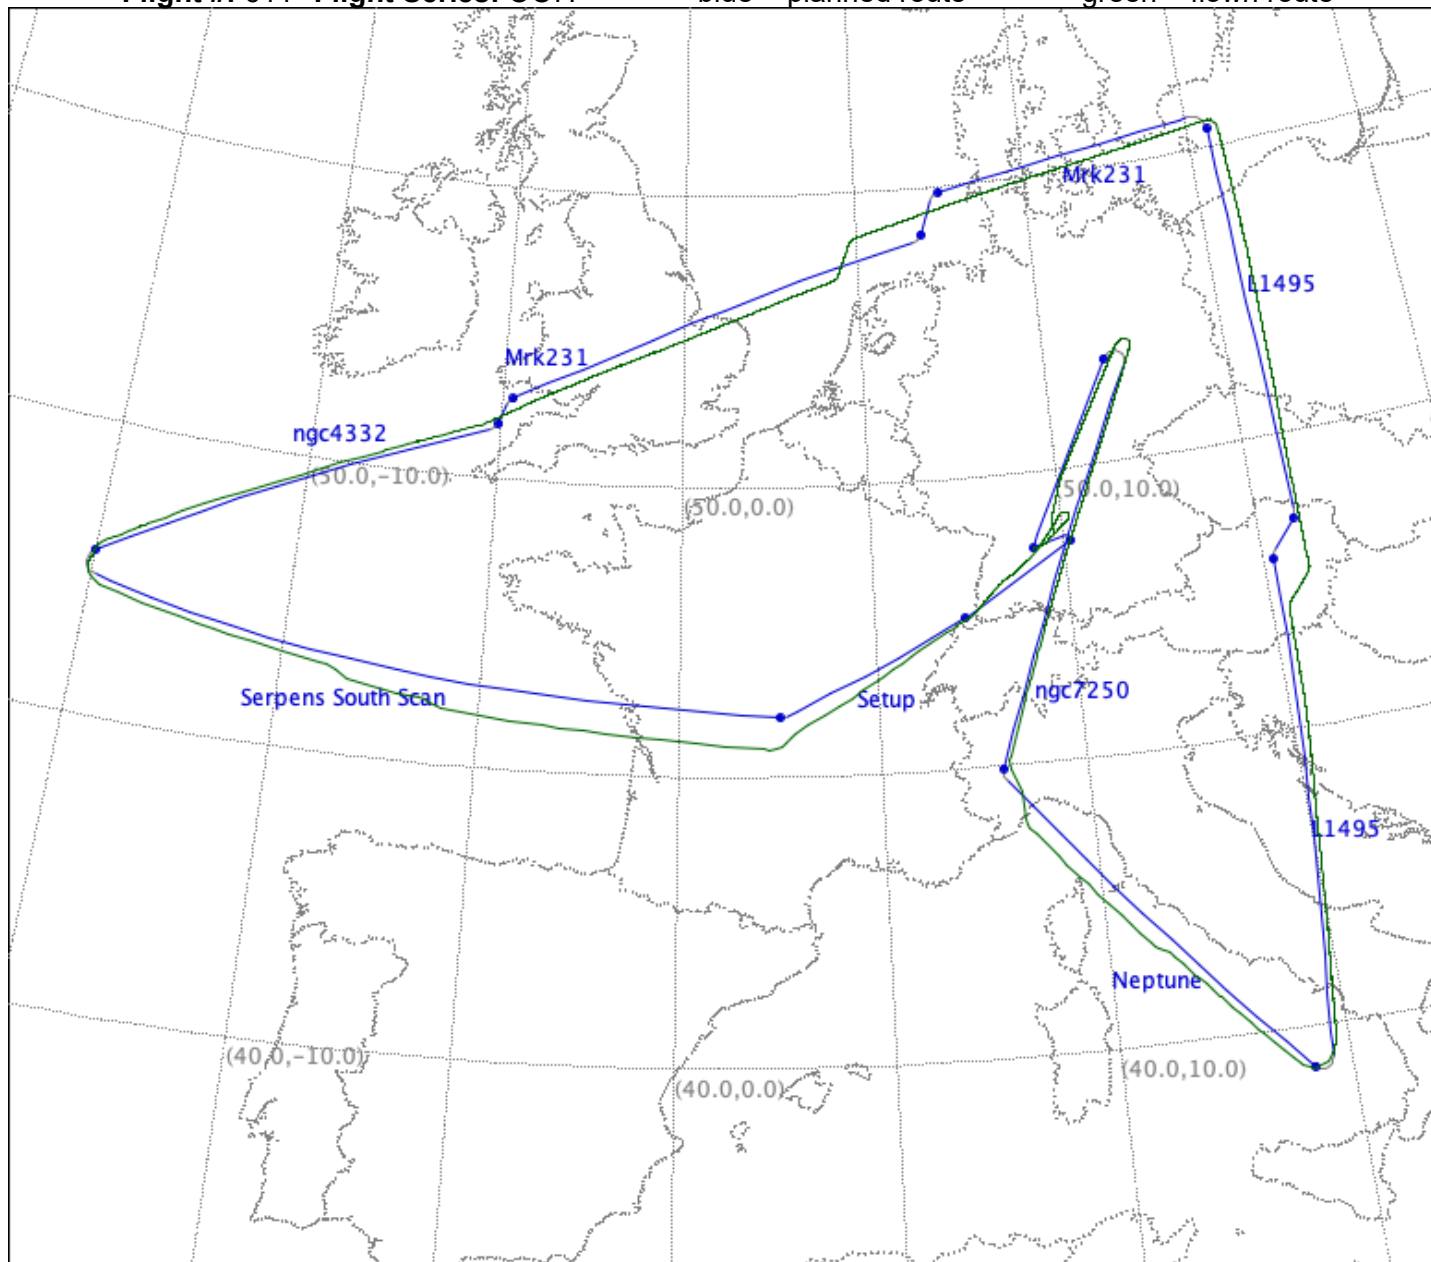 Mrk231
L1495
Mrk231
ngc4332
(50.0,−10.0)
50.0,10.0)
(50.0,0.0)
ngc7250
Serpens South Scan
Setup
L1495
Neptune
(40.0,−10.0)
(40.0,10.0)
(40.0,0.0)